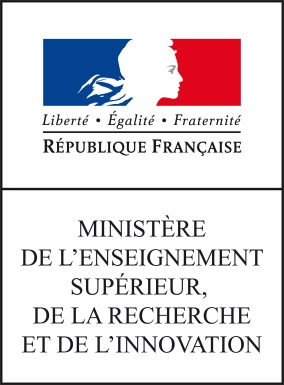 Liberté • Égalité • Fraternité
RÉPUBLIQUE FRANÇAISE
MINISTÈRE
DE L’ENSEIGNEMENT
SUPÉRIEUR,
DE LA RECHERCHE
ET DE L’INNOVATION